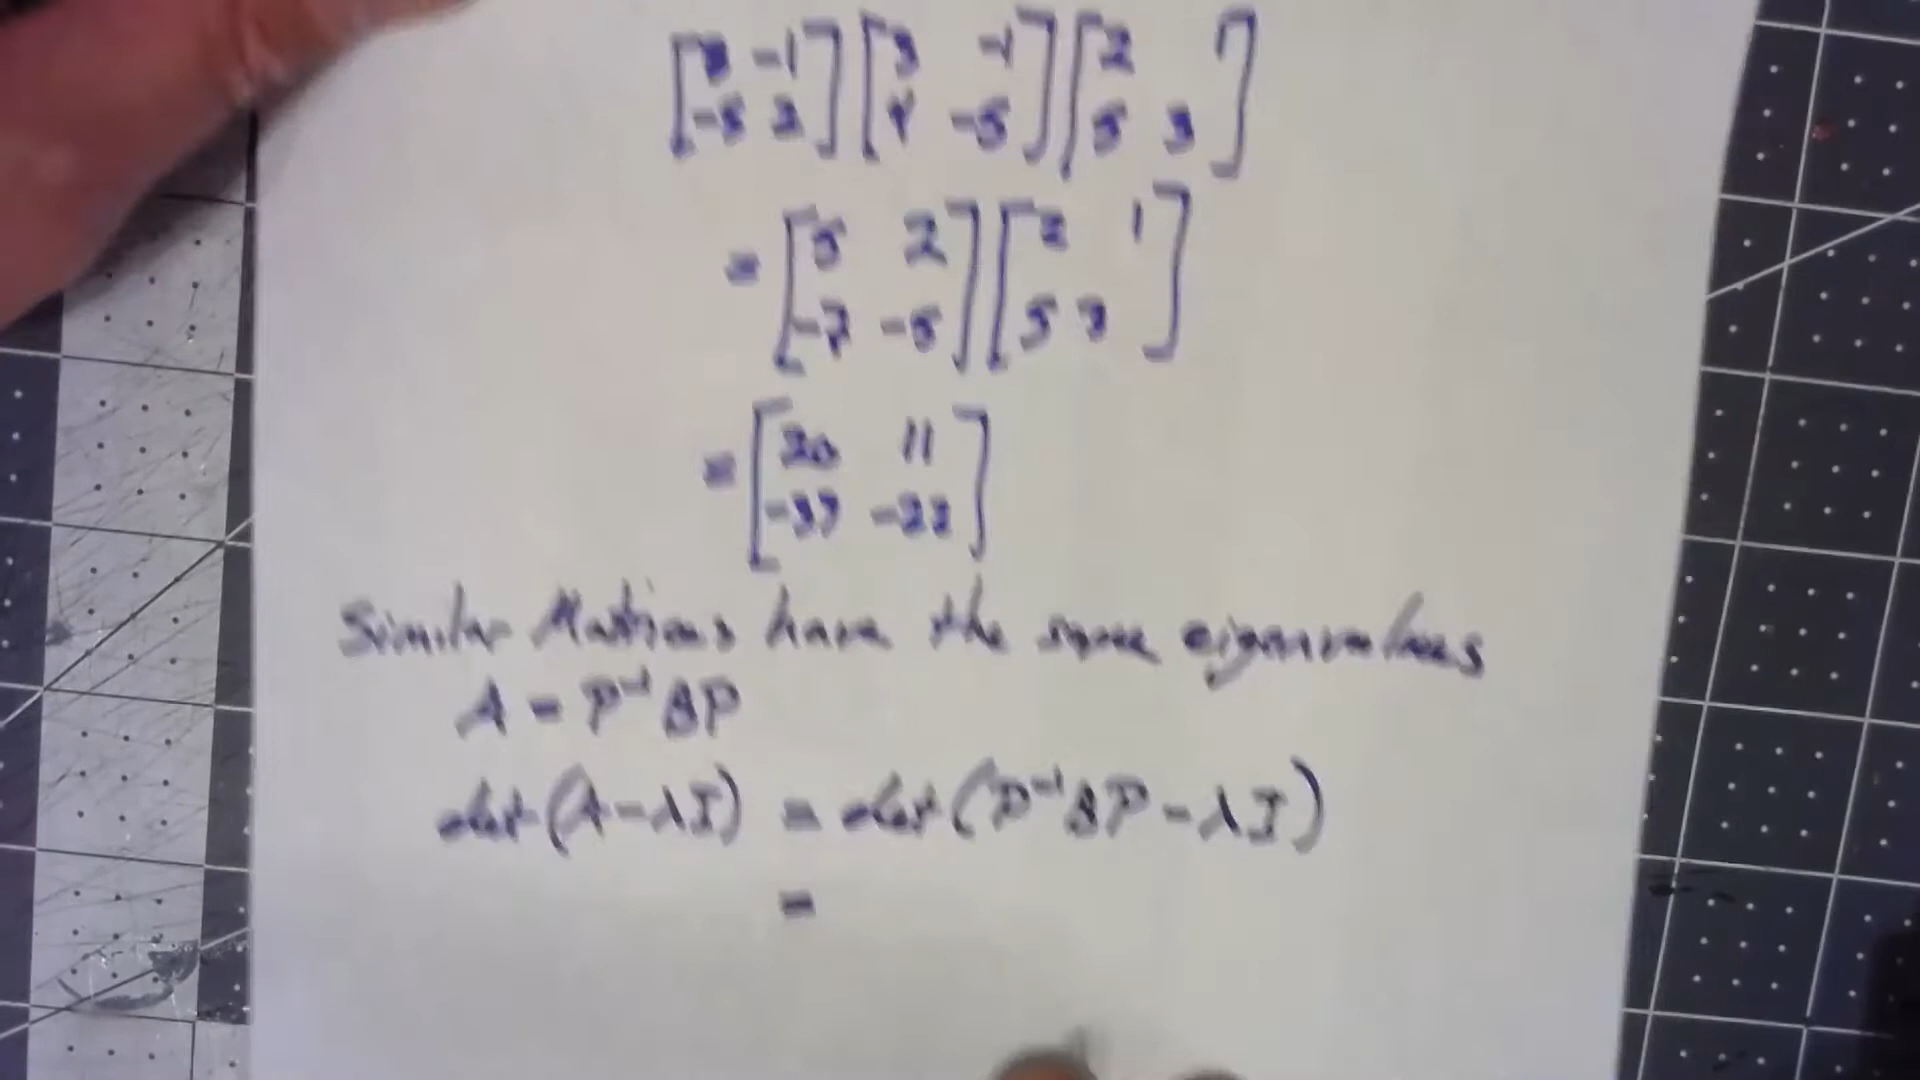 [3 -1] [3 -1] [2 1]
[-5 2] [4 -5] [5 3]
= [5 2] [2 1]
[-7 -5] [5 3]
= [20 11]
[-39 -22]
Similar Matrices have the same eigenvalues
A = P⁻¹BP
det(A-λI) = det(P⁻¹BP-λI)
=